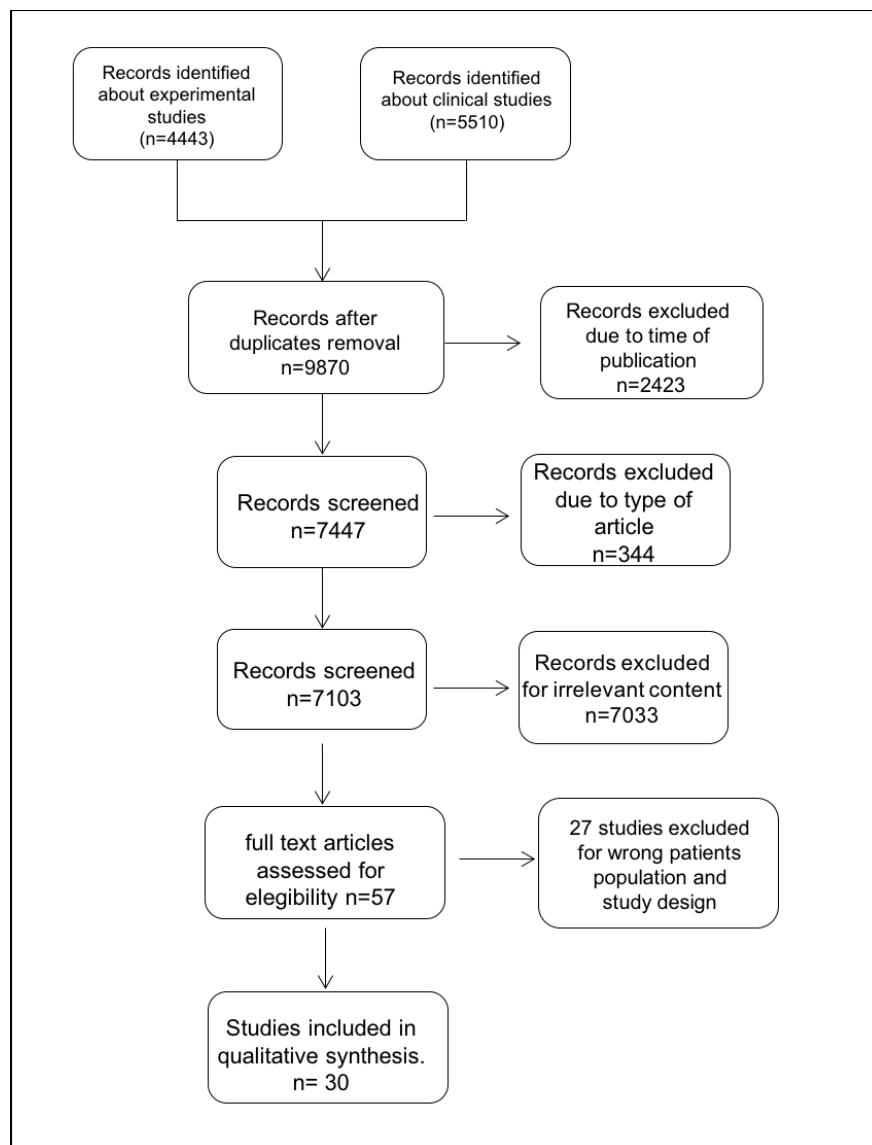 Records identified
about experimental
studies
(n=4443)
Records identified
about clinical studies
(n=5510)
Records after
duplicates removal
n=9870
Records excluded
due to time of
publication
n=2423
Records screened
n=7447
Records excluded
due to type of
article
n=344
Records screened
n=7103
Records excluded
for irrelevant content
n=7033
full text articles
assessed for
elegibility n=57
27 studies excluded
for wrong patients
population and
study design
Studies included in
qualitative synthesis.
n= 30